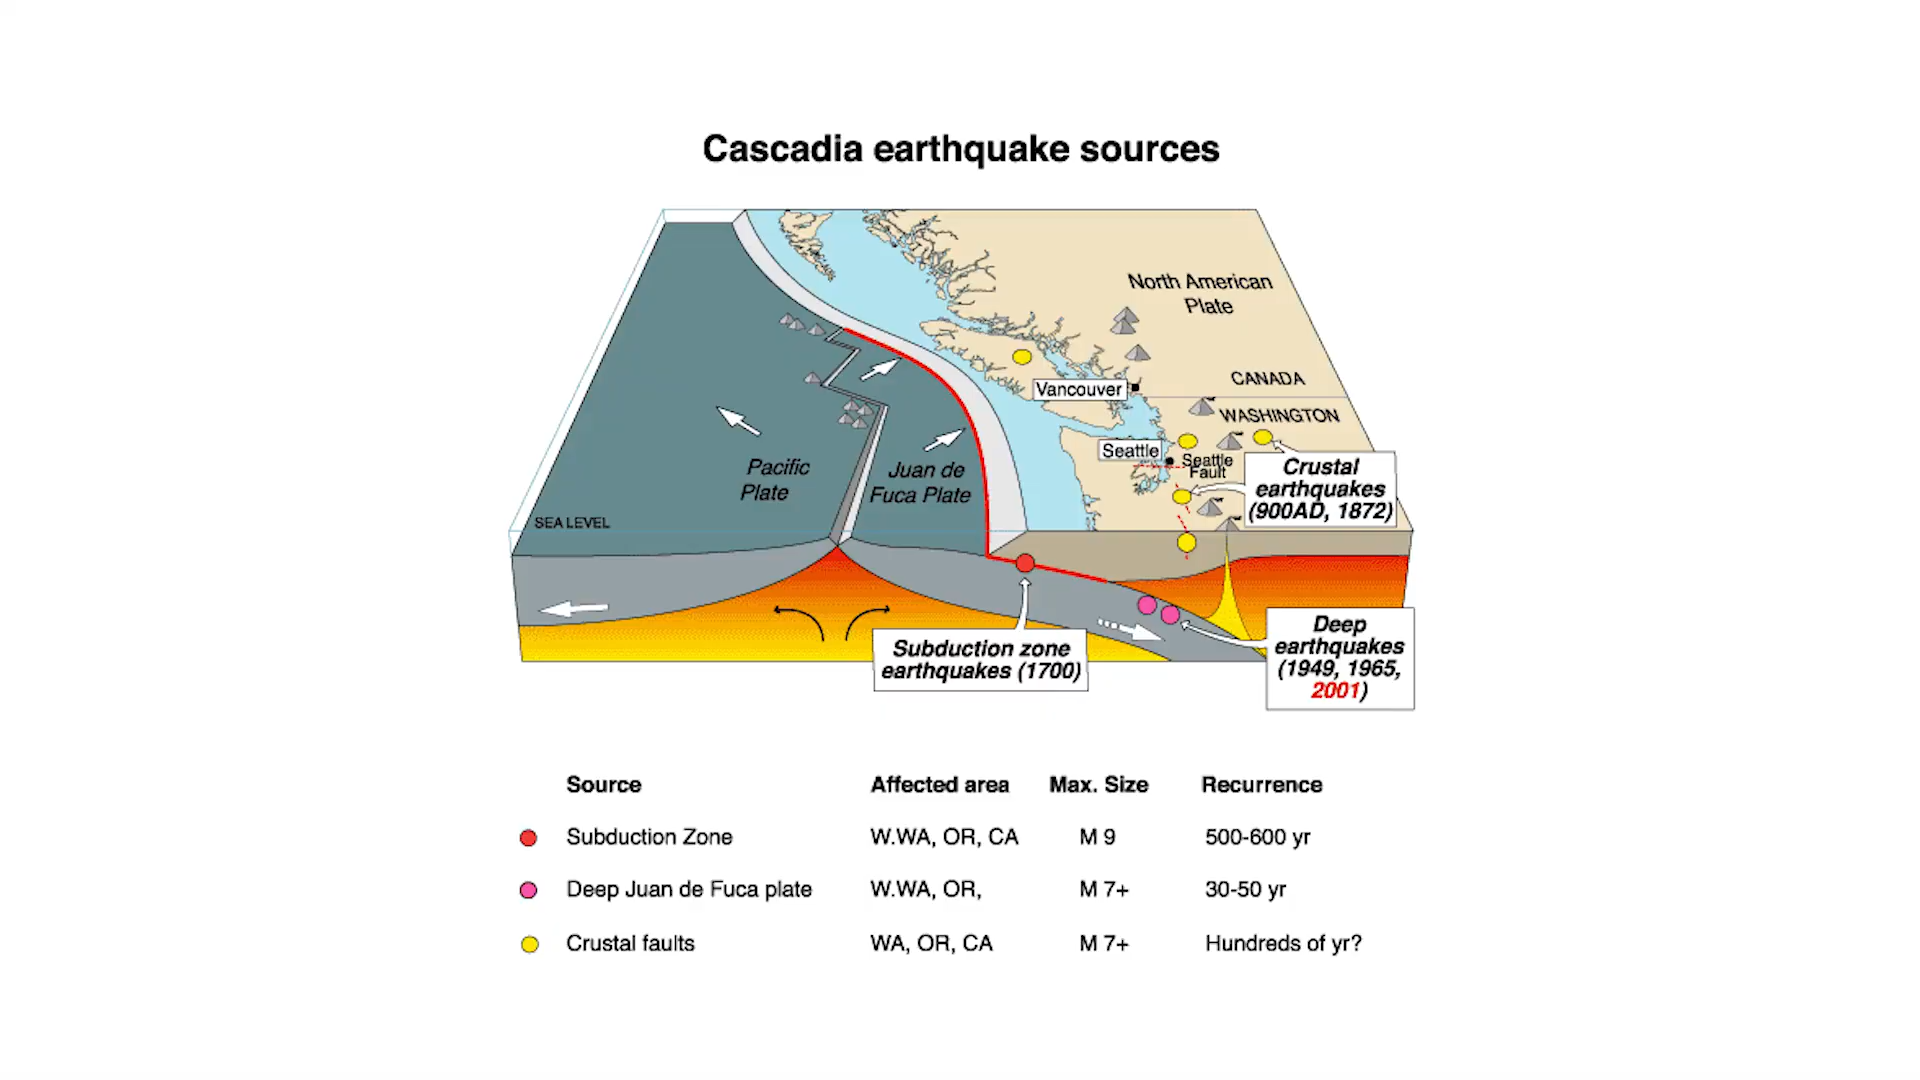 Cascadia earthquake sources
North American
Plate
CANADA
Vancouver
WASHINGTON
Seattle
Seattle
Fault
Crustal
earthquakes
(900AD, 1872)
Pacific
Plate
Juan de
Fuca Plate
SEA LEVEL
Subduction zone
earthquakes (1700)
Deep
earthquakes
(1949, 1965,
2001)
Source Affected area Max. Size Recurrence
Subduction Zone W.WA, OR, CA M 9 500-600 yr
Deep Juan de Fuca plate W.WA, OR, M 7+ 30-50 yr
Crustal faults WA, OR, CA M 7+ Hundreds of yr?